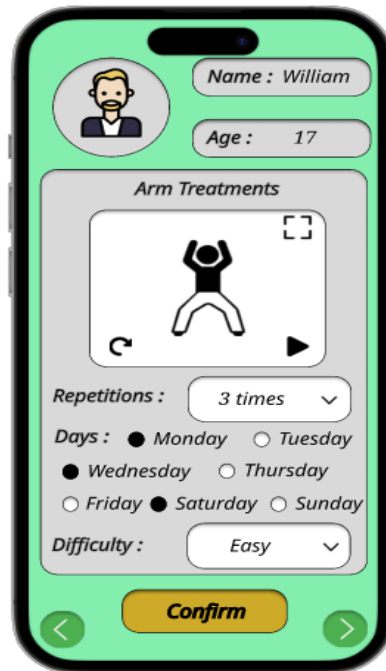 Name : William
Age : 17
Arm Treatments
Repetitions : 3 times
Days : Monday Tuesday
Wednesday Thursday
Friday Saturday Sunday
Difficulty : Easy
Confirm